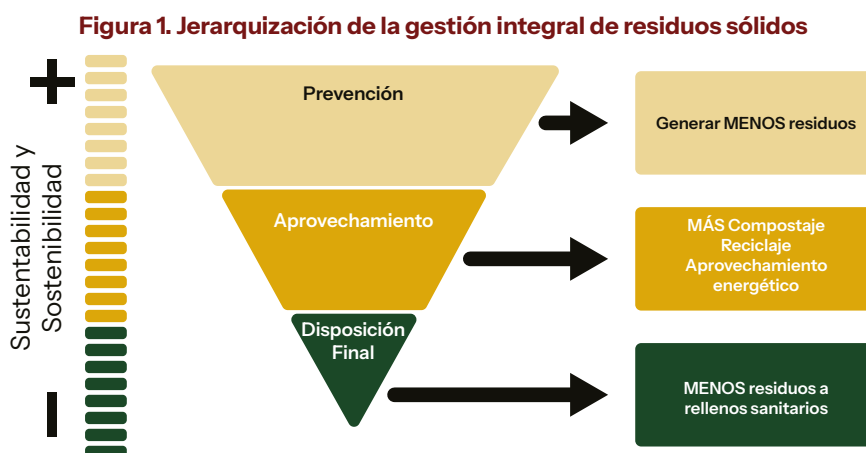 Figura 1. Jerarquización de la gestión integral de residuos sólidos
Sustentabilidad y
Sostenibilidad
Prevención
Generar MENOS residuos
Aprovechamiento
MÁS Compostaje
Reciclaje
Aprovechamiento
energético
Disposición
Final
MENOS residuos a
rellenos sanitarios